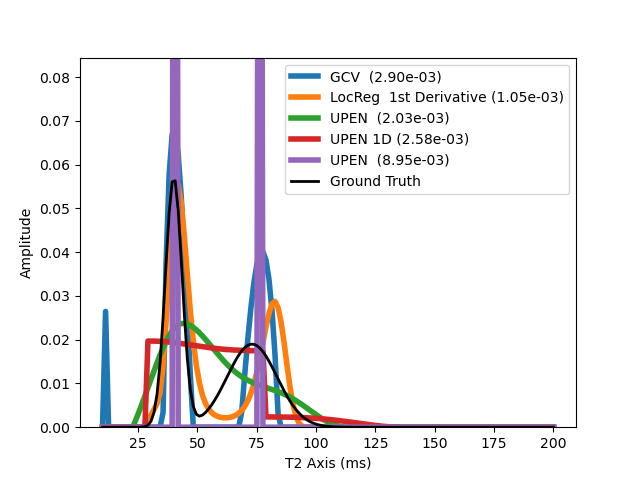 GCV  (2.90e-03)
LocReg  1st Derivative (1.05e-03)
UPEN  (2.03e-03)
UPEN 1D (2.58e-03)
UPEN  (8.95e-03)
Ground Truth
Amplitude
0.08
0.07
0.06
0.05
0.04
0.03
0.02
0.01
0.00
25 50 75 100 125 150 175 200
T2 Axis (ms)